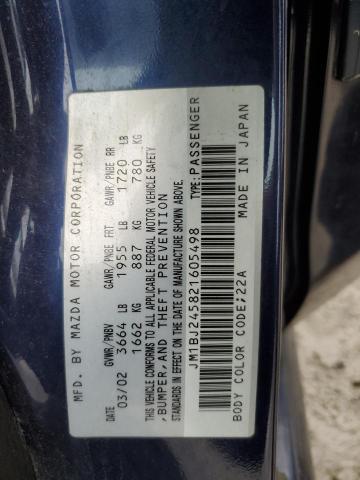 MFD. BY MAZDA MOTOR CORPORATION
DATE GVWR/PNBV GAWR/PNBE FRT GAWR/PNBE RR
03/02 3664 LB 1955 LB 1720 LB
1662 KG 887 KG 780 KG
THIS VEHICLE CONFORMS TO ALL APPLICABLE FEDERAL MOTOR VEHICLE SAFETY
,BUMPER,AND THEFT PREVENTION
STANDARDS IN EFFECT ON THE DATE OF MANUFACTURE SHOWN ABOVE.
JM1BJ245821605498 TYPE:PASSENGER
BODY COLOR CODE;22A MADE IN JAPAN